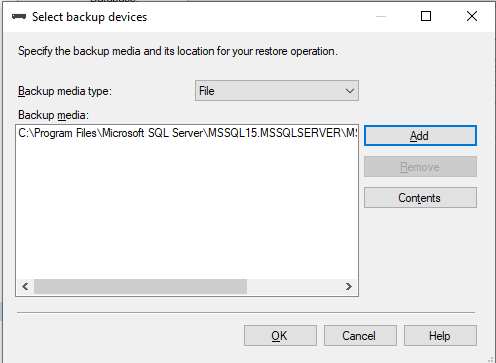 Select backup devices
Specify the backup media and its location for your restore operation.
Backup media type:
File
Backup media:
C:\Program Files\Microsoft SQL Server\MSSQL15.MSSQLSERVER\MS
Add
Remove
Contents
OK
Cancel
Help